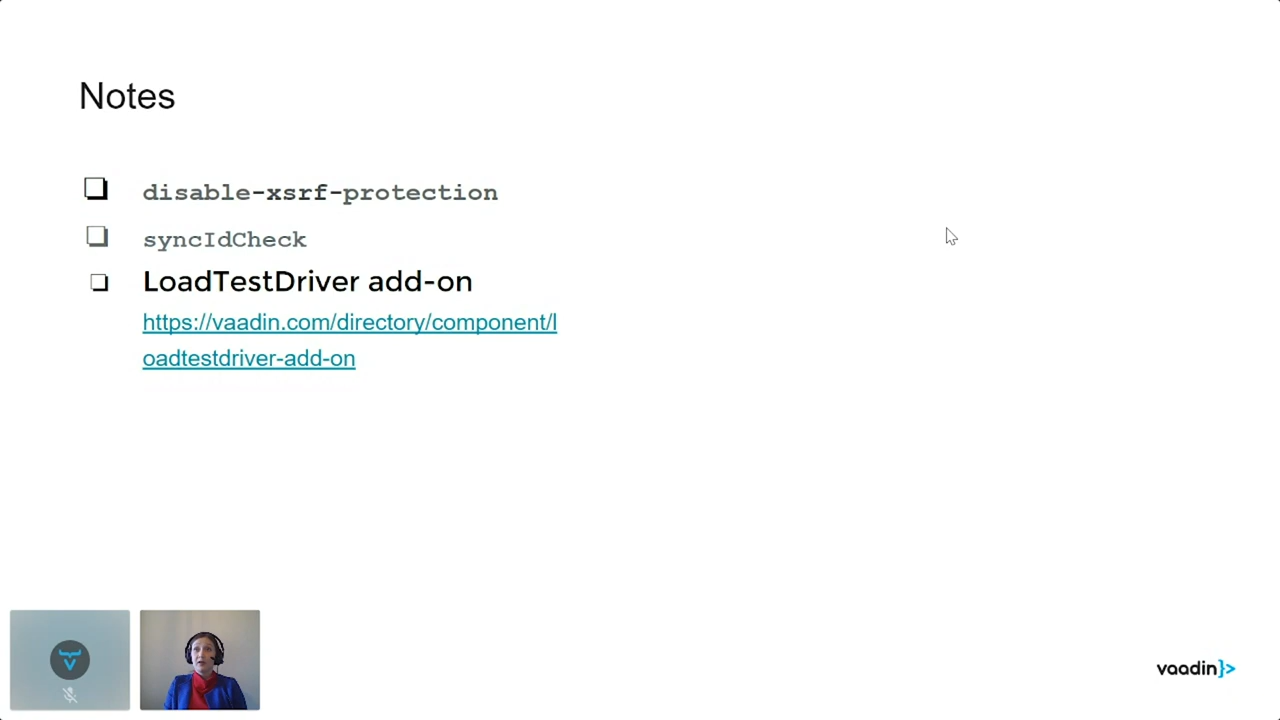 Notes
disable-xsrf-protection
syncIdCheck
LoadTestDriver add-on
https://vaadin.com/directory/component/l
oadtestdriver-add-on
vaadin}>